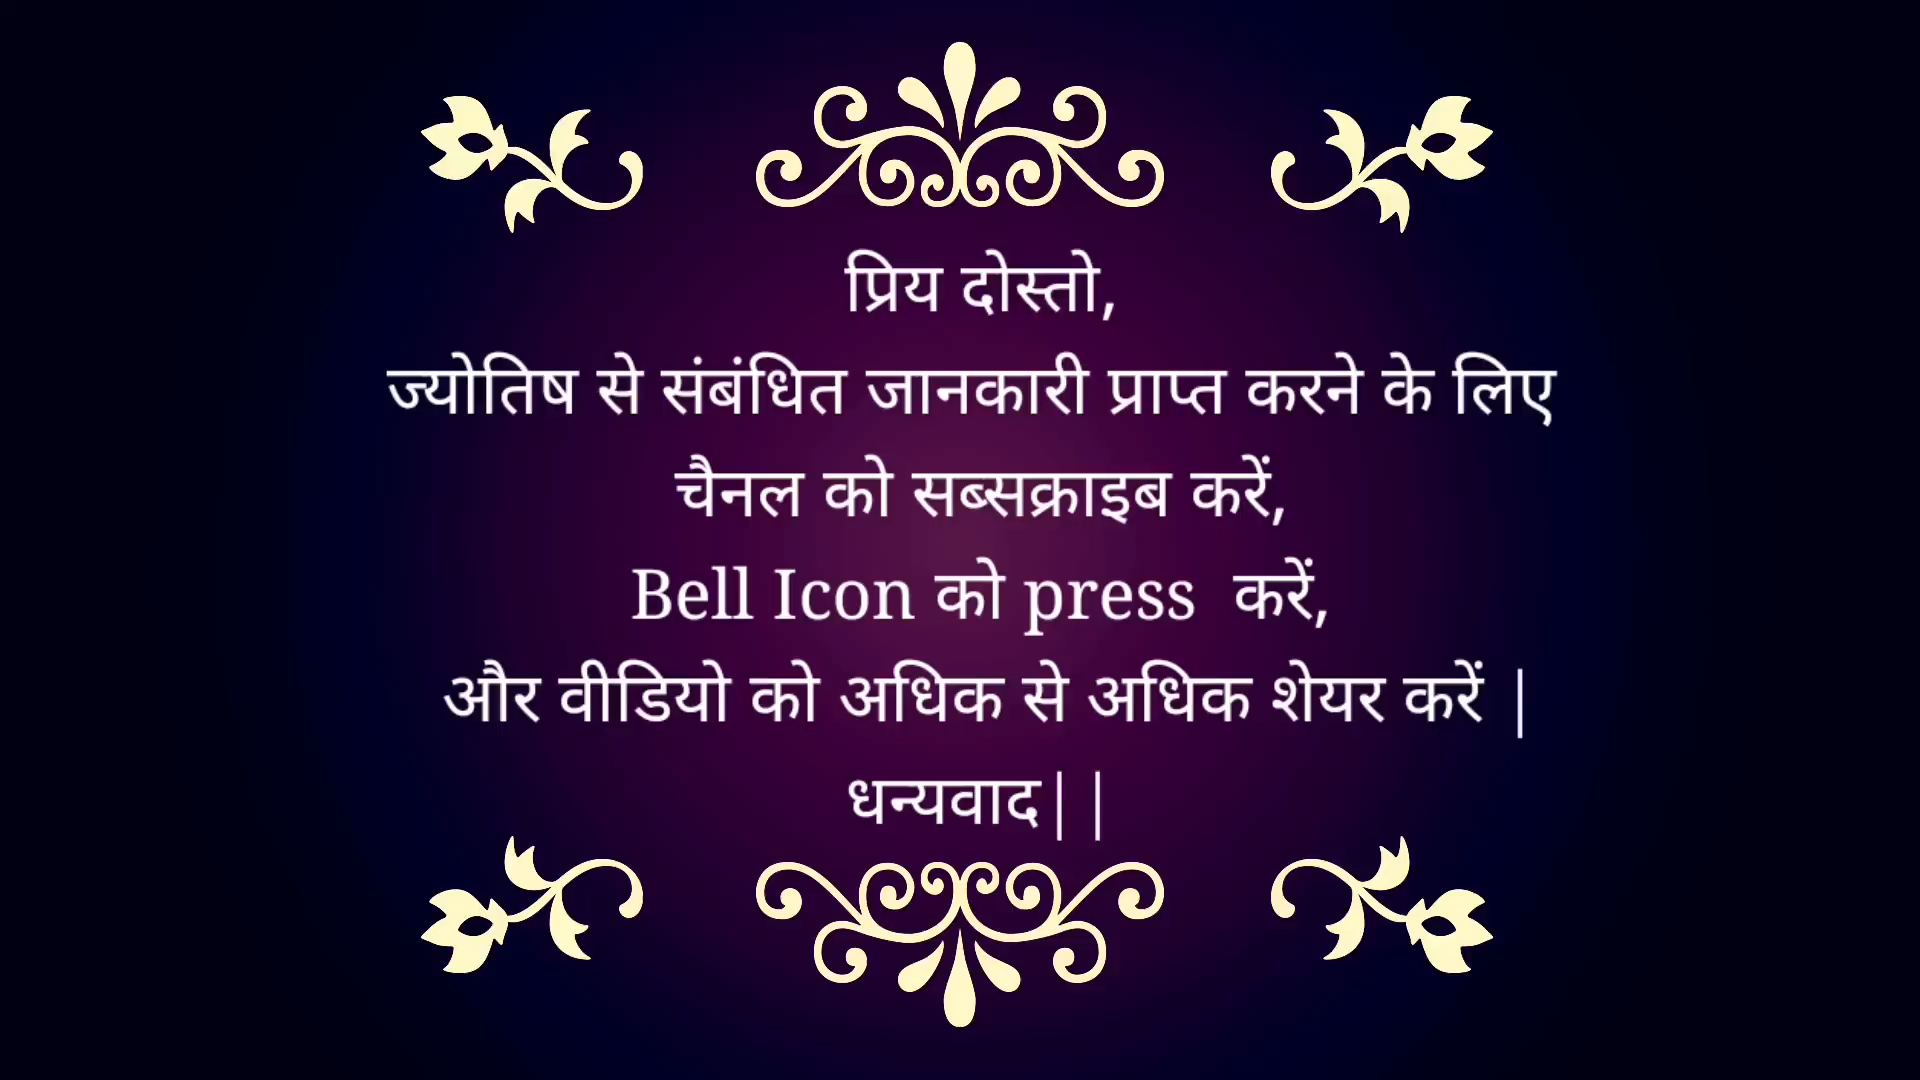 प्रिय दोस्तो,
ज्योतिष से संबंधित जानकारी प्राप्त करने के लिए
चैनल को सब्सक्राइब करें,
Bell Icon को press  करें,
और वीडियो को अधिक से अधिक शेयर करें |
धन्यवाद||